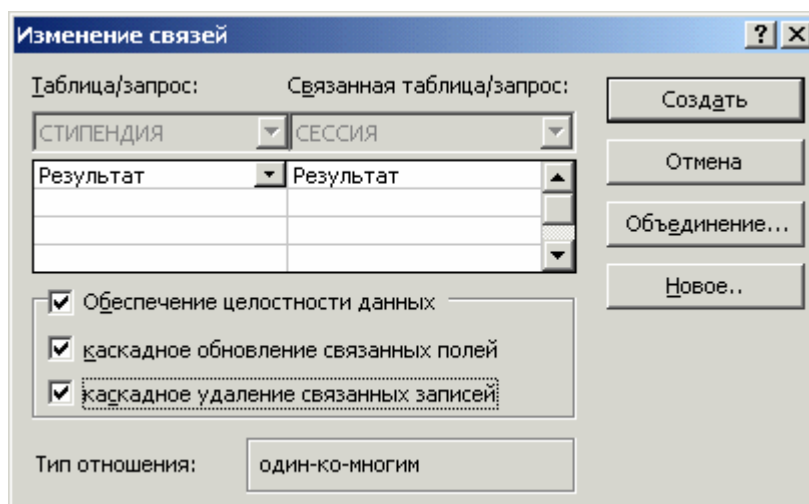 Изменение связей
Таблица/запрос: Связанная таблица/запрос:
СТИПЕНДИЯ СЕССИЯ
Результат Результат
Обеспечение целостности данных
каскадное обновление связанных полей
каскадное удаление связанных записей
Тип отношения: один-ко-многим
Создать
Отмена
Объединение...
Новое..